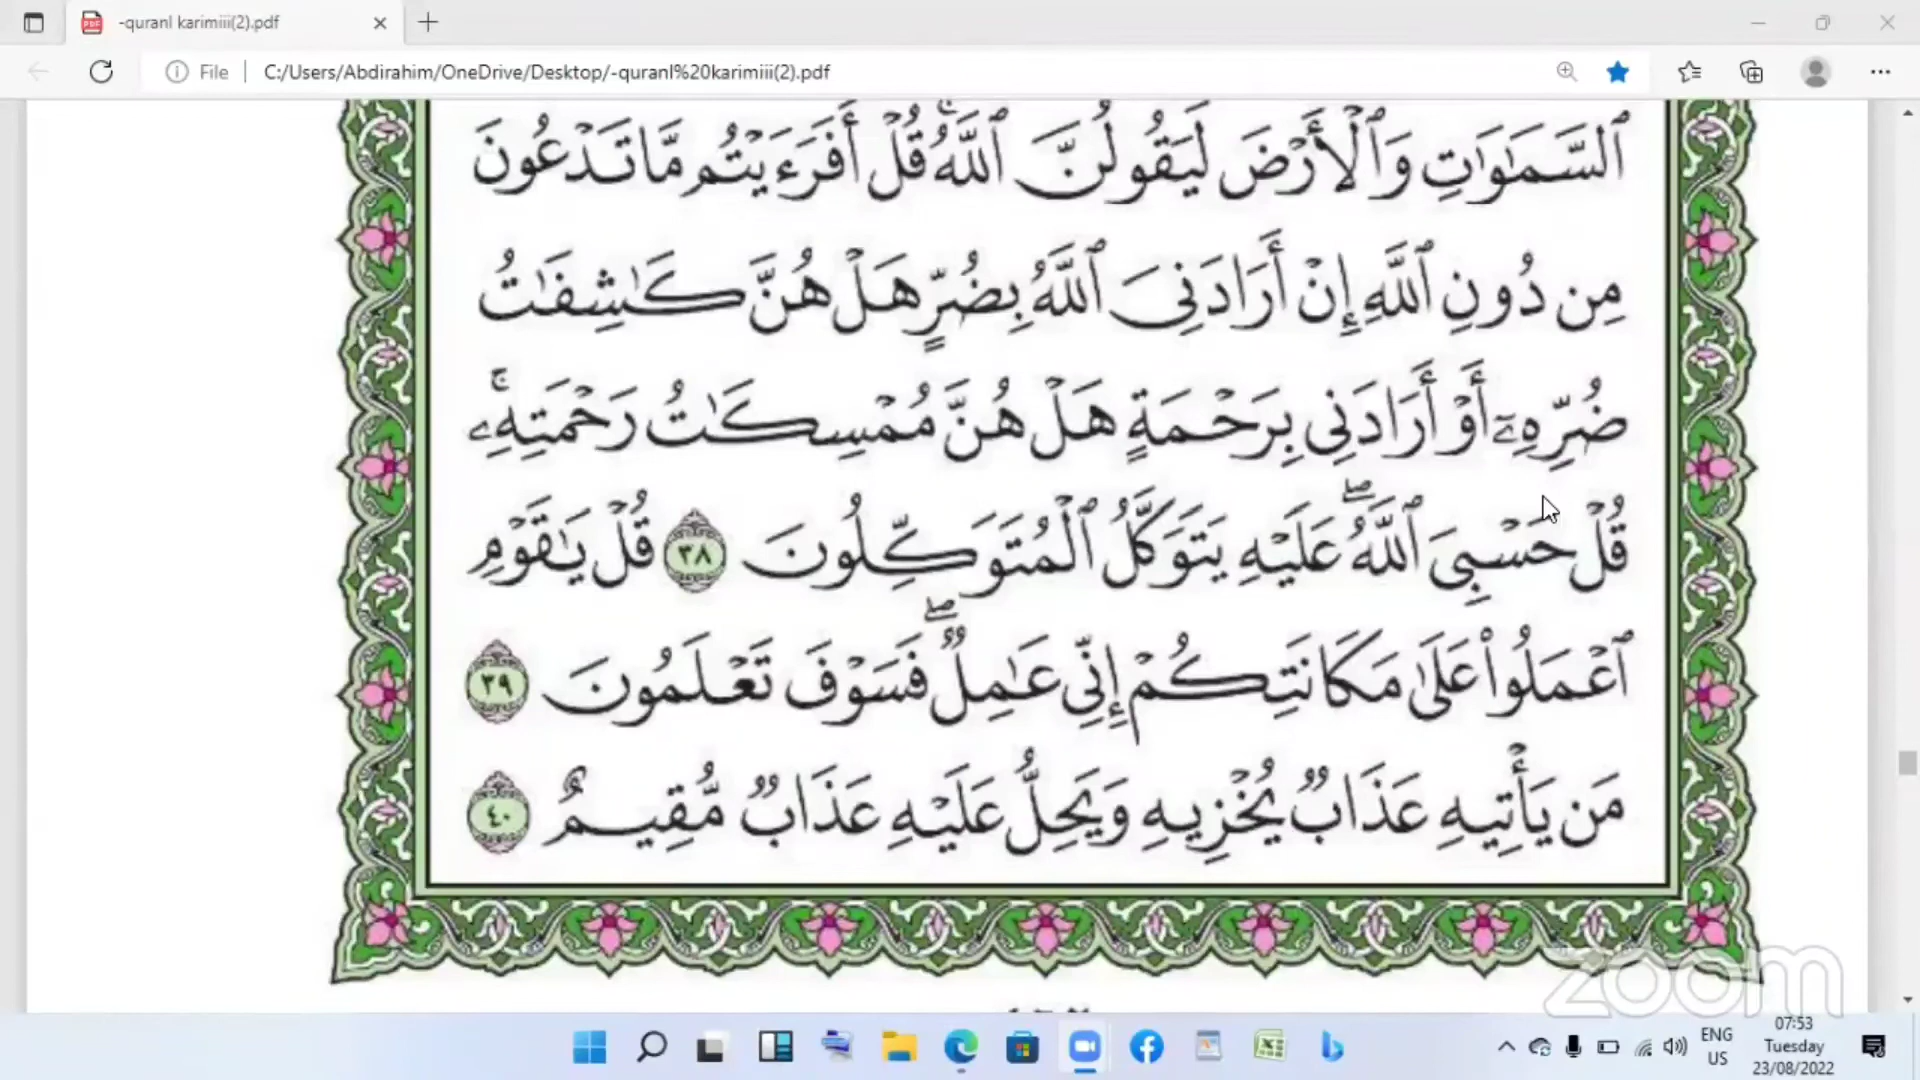 -quranl karimiii(2).pdf
File
C:/Users/Abdirahim/OneDrive/Desktop/-quranl%20karimiii(2).pdf
ٱلسَّمَـٰوَٰتِ وَٱلْأَرْضَ لَيَقُولُنَّ ٱللَّهُ ۚ قُلْ أَفَرَءَيْتُم مَّا تَدْعُونَ
مِن دُونِ ٱللَّهِ إِنْ أَرَادَنِىَ ٱللَّهُ بِضُرٍّ هَلْ هُنَّ كَـٰشِفَـٰتُ
ضُرِّهِۦٓ أَوْ أَرَادَنِى بِرَحْمَةٍ هَلْ هُنَّ مُمْسِكَـٰتُ رَحْمَتِهِۦ ۚ
قُلْ حَسْبِىَ ٱللَّهُ ۖ عَلَيْهِ يَتَوَكَّلُ ٱلْمُتَوَكِّلُونَ ٣٨ قُلْ يَـٰقَوْمِ
ٱعْمَلُوا۟ عَلَىٰ مَكَانَتِكُمْ إِنِّى عَـٰمِلٌ ۖ فَسَوْفَ تَعْلَمُونَ ٣٩
مَن يَأْتِيهِ عَذَابٌ يُخْزِيهِ وَيَحِلُّ عَلَيْهِ عَذَابٌ مُّقِيمٌ ٤٠
zoom
ENG
US
07:53
Tuesday
23/08/2022